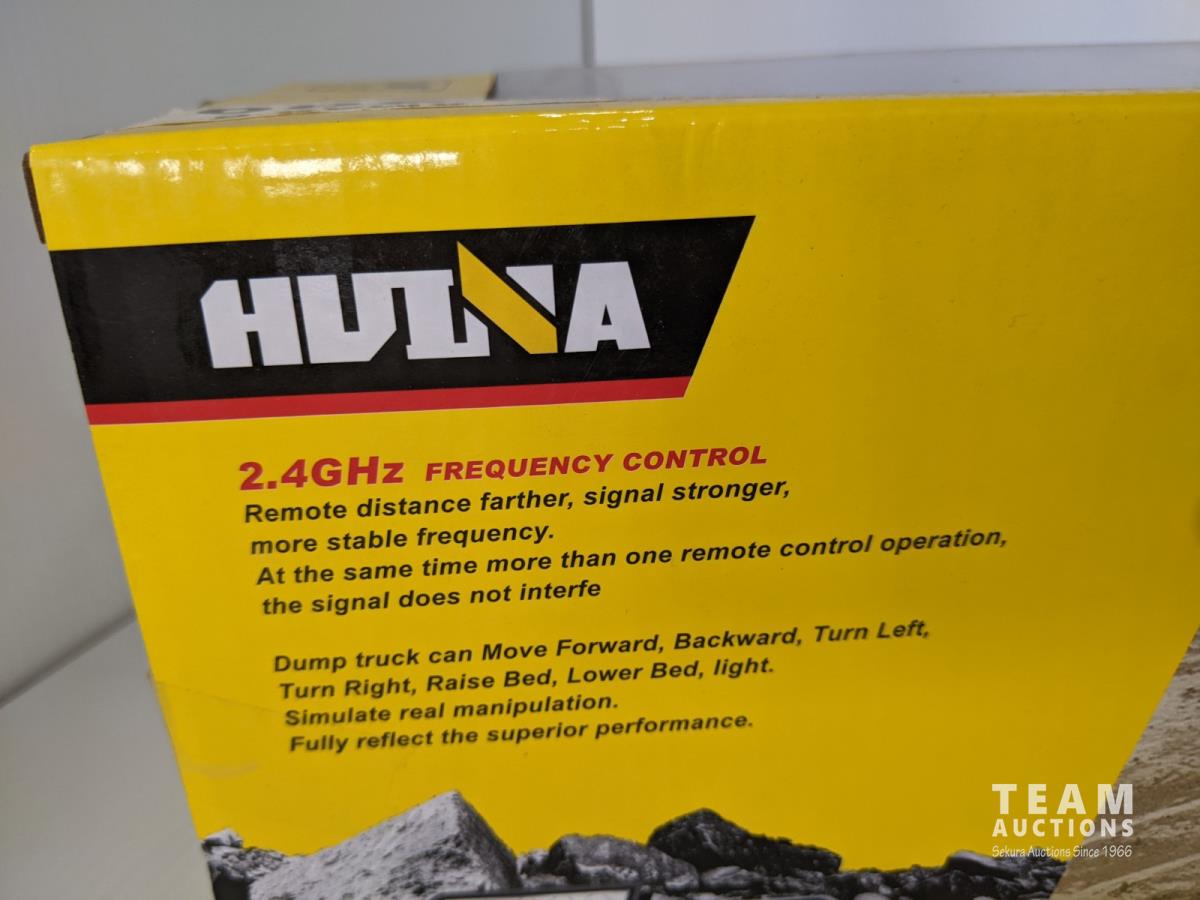 HUINA
2.4GHz FREQUENCY CONTROL
Remote distance farther, signal stronger,
more stable frequency.
At the same time more than one remote control operation,
the signal does not interfe
Dump truck can Move Forward, Backward, Turn Left,
Turn Right, Raise Bed, Lower Bed, light.
Simulate real manipulation.
Fully reflect the superior performance.
TEAM
AUCTIONS
Sekura Auctions Since 1966